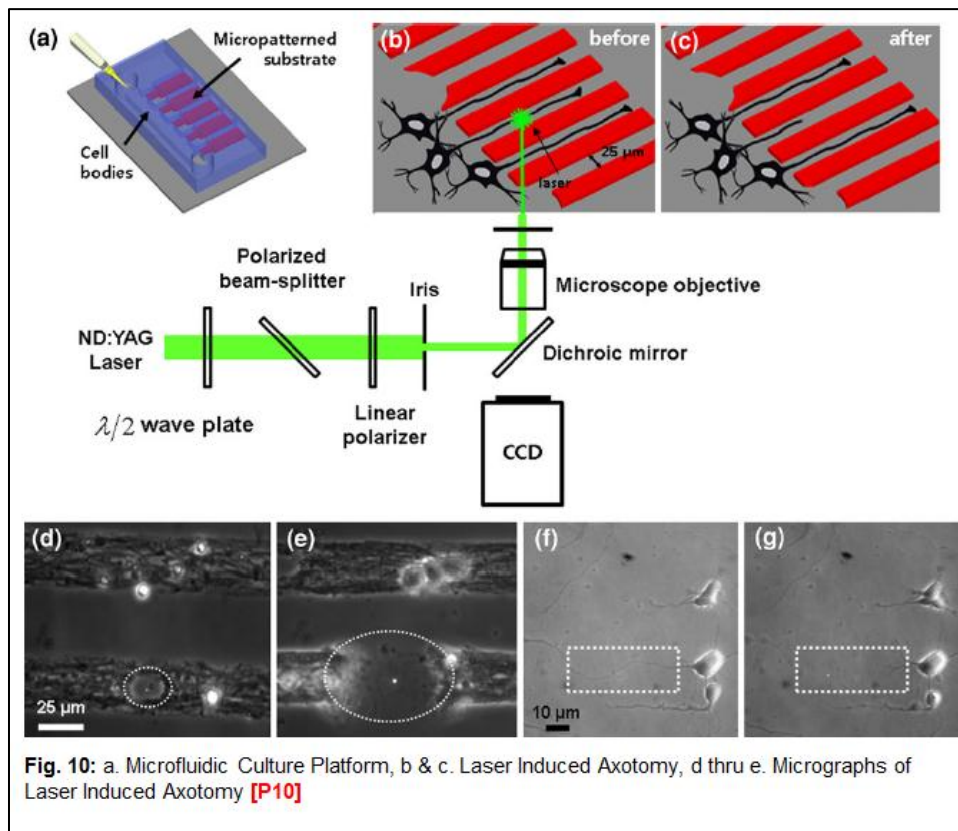 (a)
Micropatterned
substrate
Cell
bodies
(b)
before
25 µm
laser
(c)
after
Polarized
beam-splitter
Iris
Microscope objective
ND:YAG
Laser
Dichroic mirror
λ/2 wave plate
Linear
polarizer
CCD
(d)
25 µm
(e)
(f)
10 µm
(g)
Fig. 10: a. Microfluidic Culture Platform, b & c. Laser Induced Axotomy, d thru e. Micrographs of
Laser Induced Axotomy [P10]